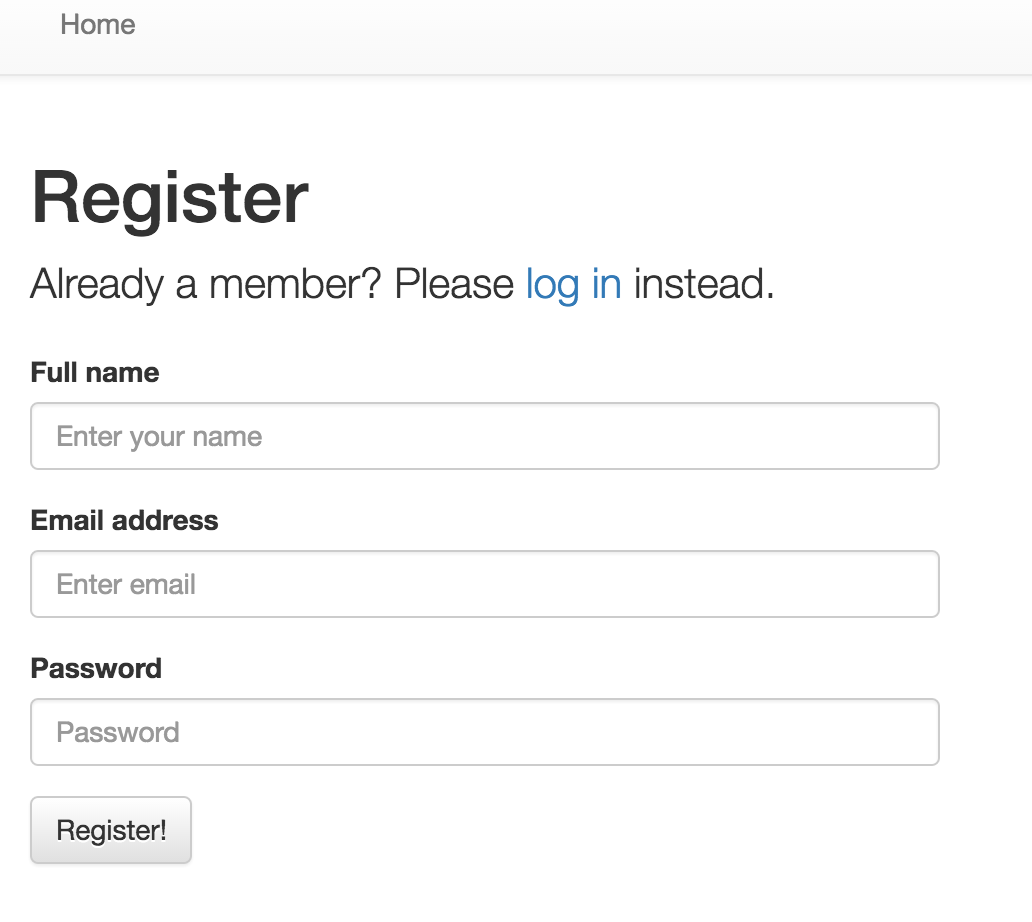 Home
Register
Already a member? Please log in instead.
Full name
Enter your name
Email address
Enter email
Password
Password
Register!